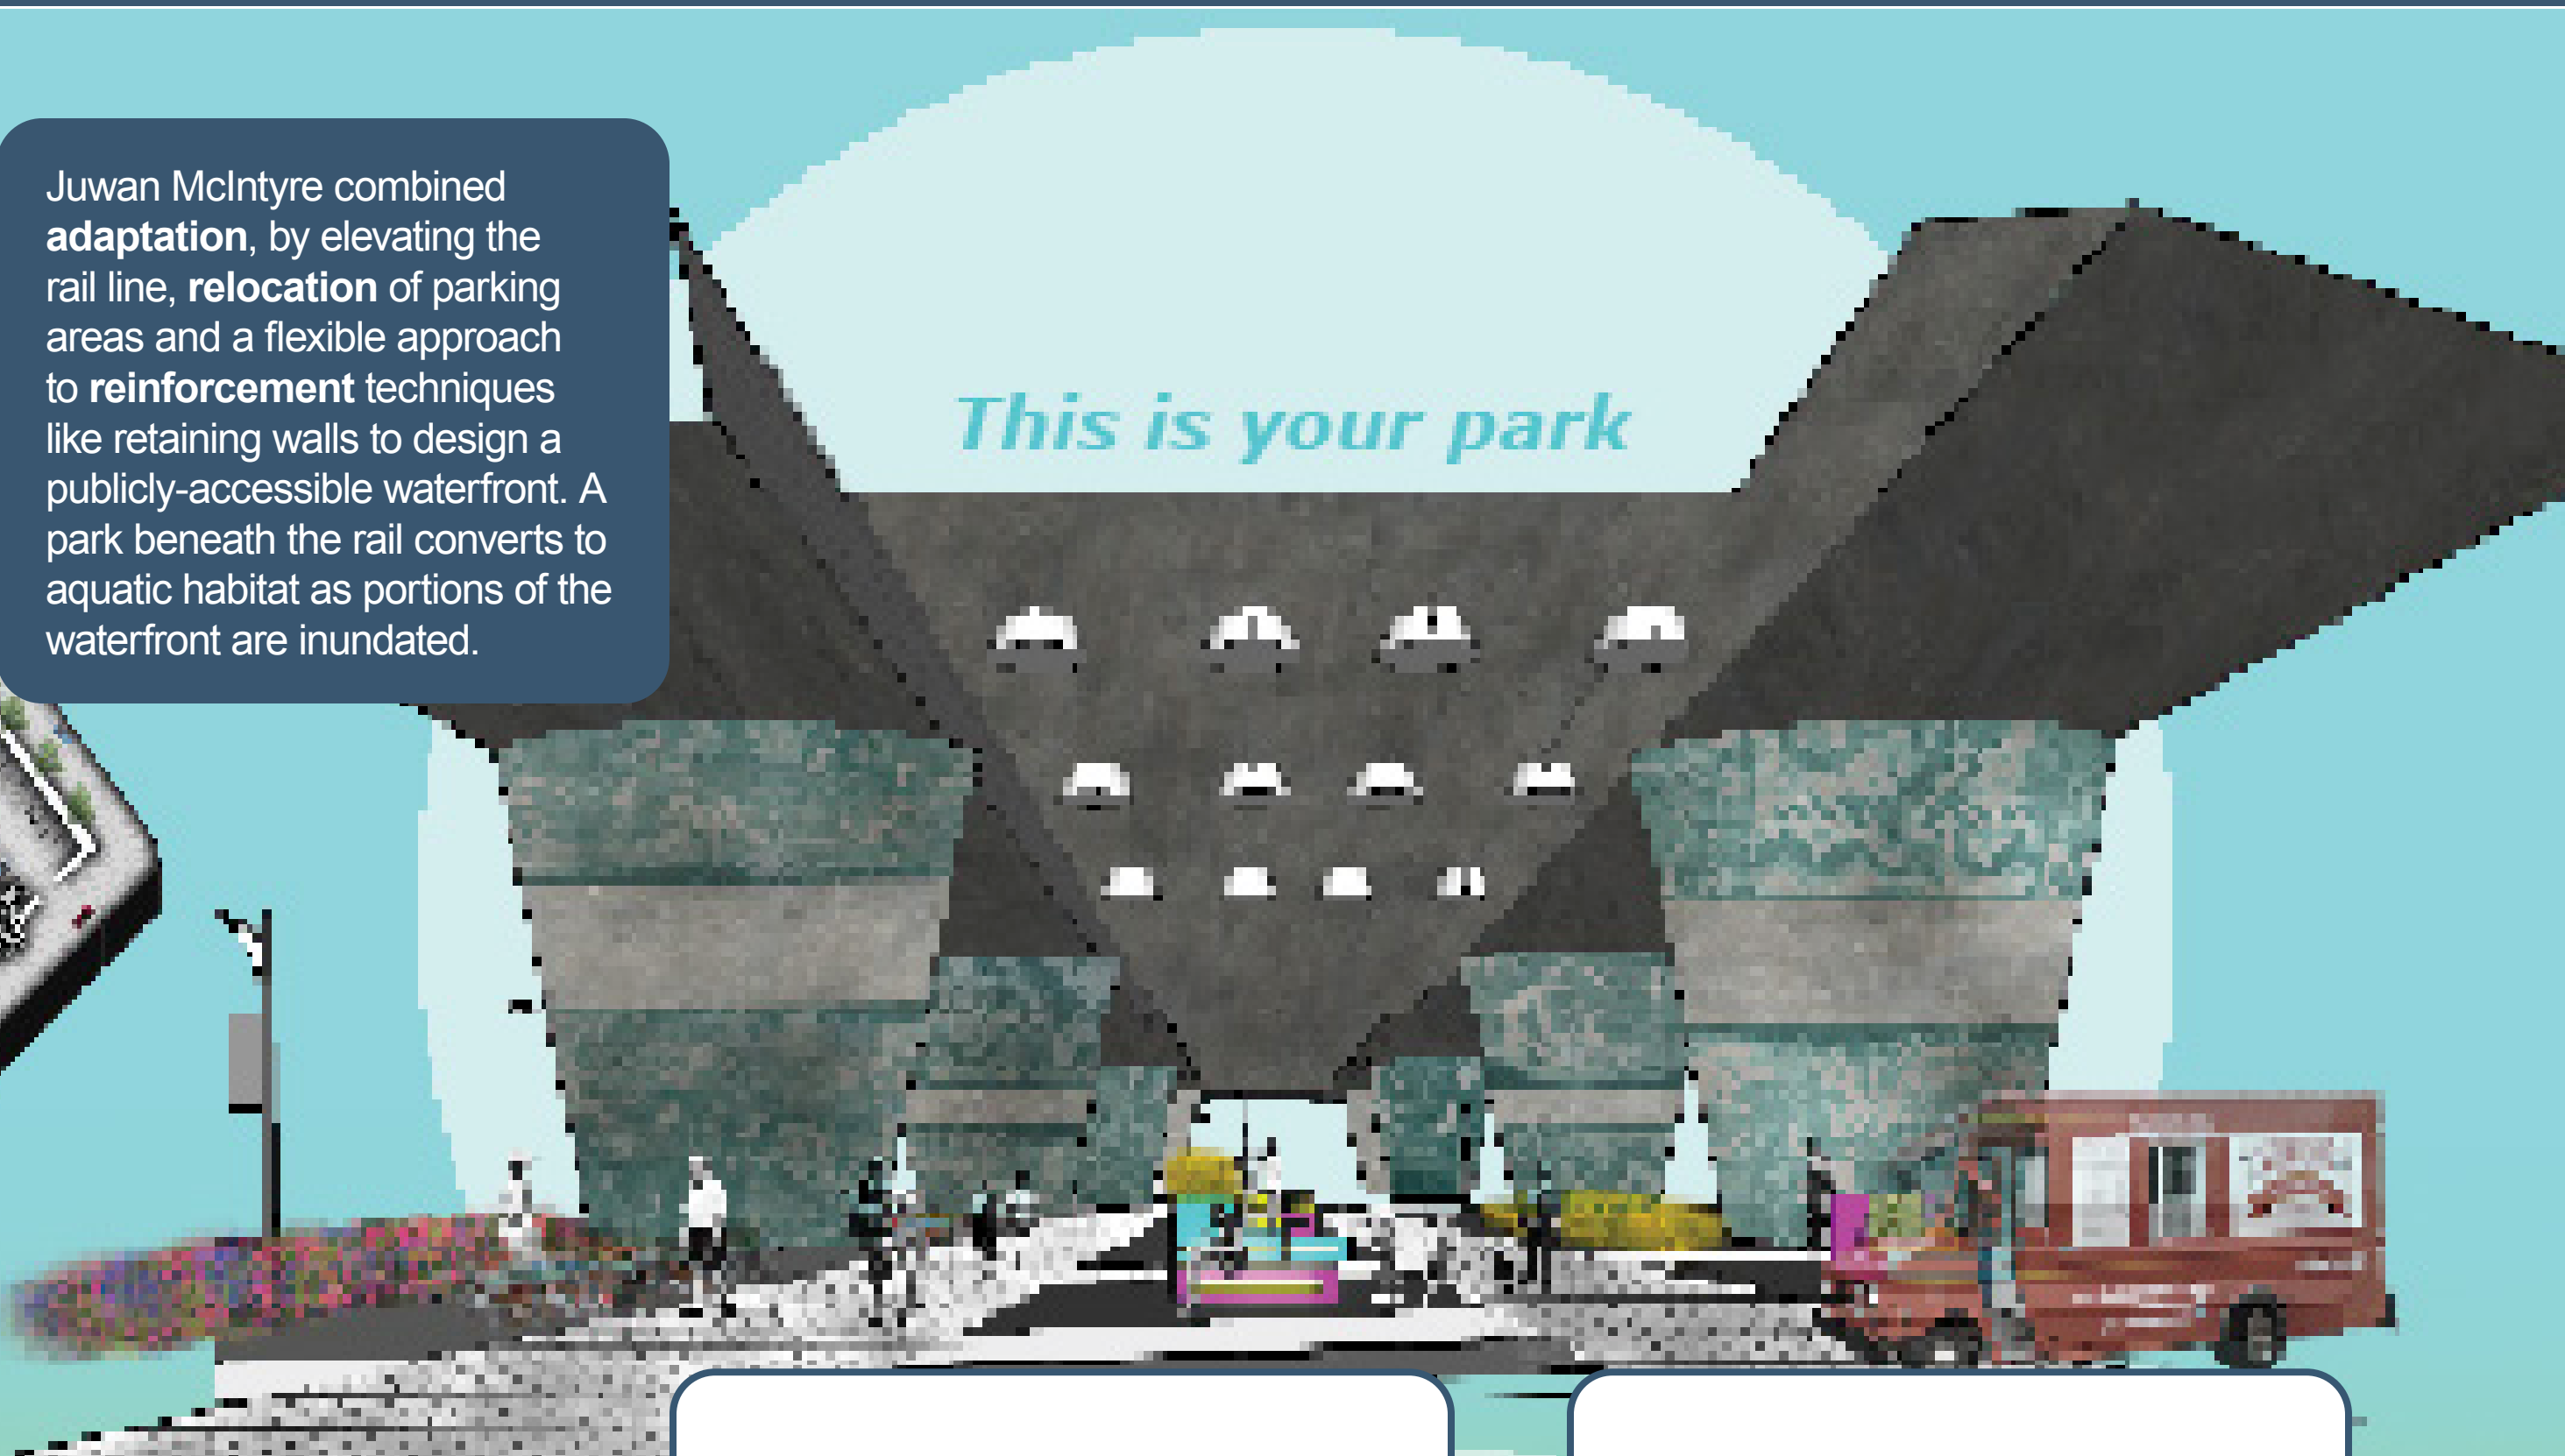 Juwan McIntyre combined
adaptation, by elevating the
rail line, relocation of parking
areas and a flexible approach
to reinforcement techniques
like retaining walls to design a
publicly-accessible waterfront. A
park beneath the rail converts to
aquatic habitat as portions of the
waterfront are inundated.
This is your park